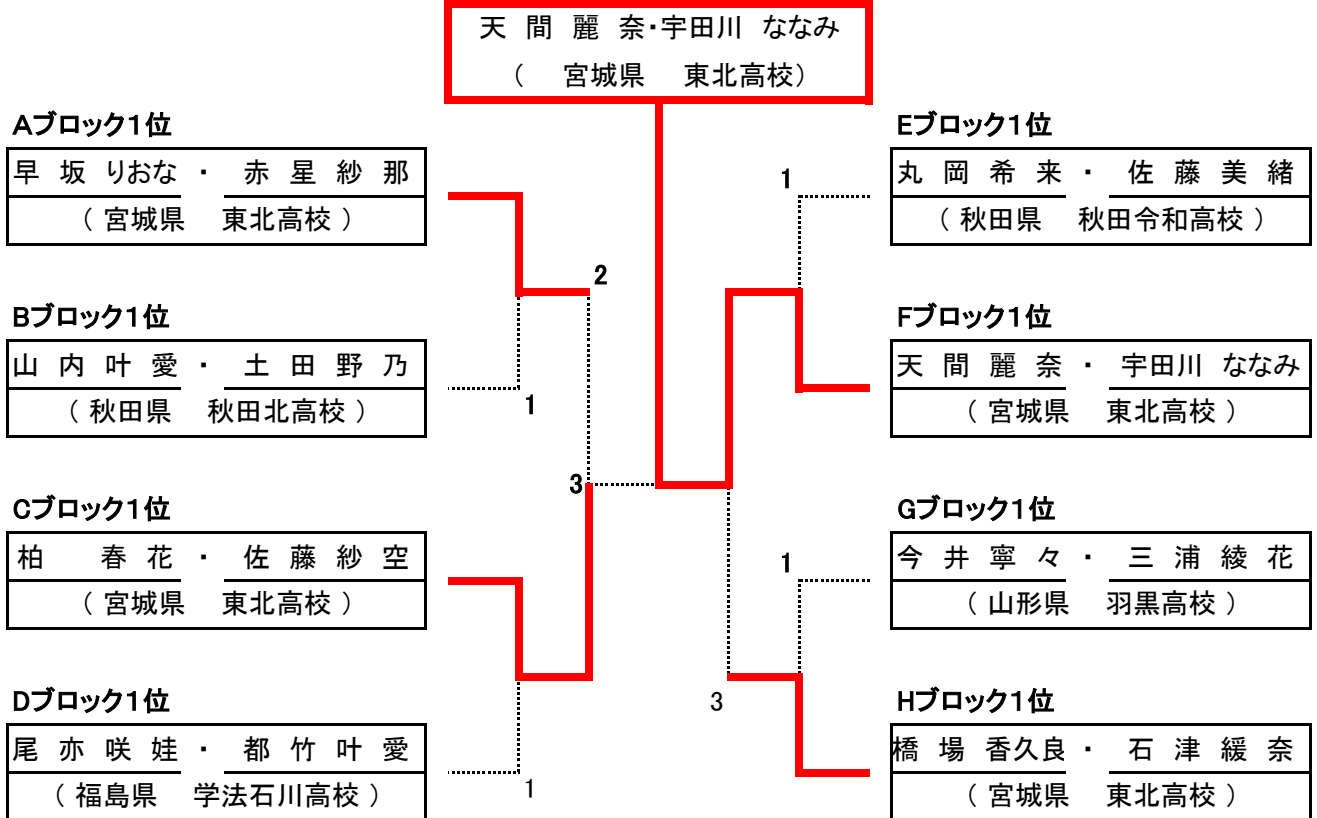 天間麗奈・宇田川 ななみ
（ 宮城県 東北高校）
Aブロック1位
早坂りおな ・ 赤星紗那
（ 宮城県 東北高校 ）
Bブロック1位
山内叶愛 ・ 土田野乃
（ 秋田県 秋田北高校 ）
Cブロック1位
柏 春花 ・ 佐藤紗空
（ 宮城県 東北高校 ）
Dブロック1位
尾亦咲娃 ・ 都竹叶愛
（ 福島県 学法石川高校 ）
2
1
3
1
1
1
3
Eブロック1位
丸岡希来 ・ 佐藤美緒
（ 秋田県 秋田令和高校 ）
Fブロック1位
天間麗奈 ・ 宇田川 ななみ
（ 宮城県 東北高校 ）
Gブロック1位
今井寧々 ・ 三浦綾花
（ 山形県 羽黒高校 ）
Hブロック1位
橋場香久良 ・ 石津緩奈
（ 宮城県 東北高校 ）